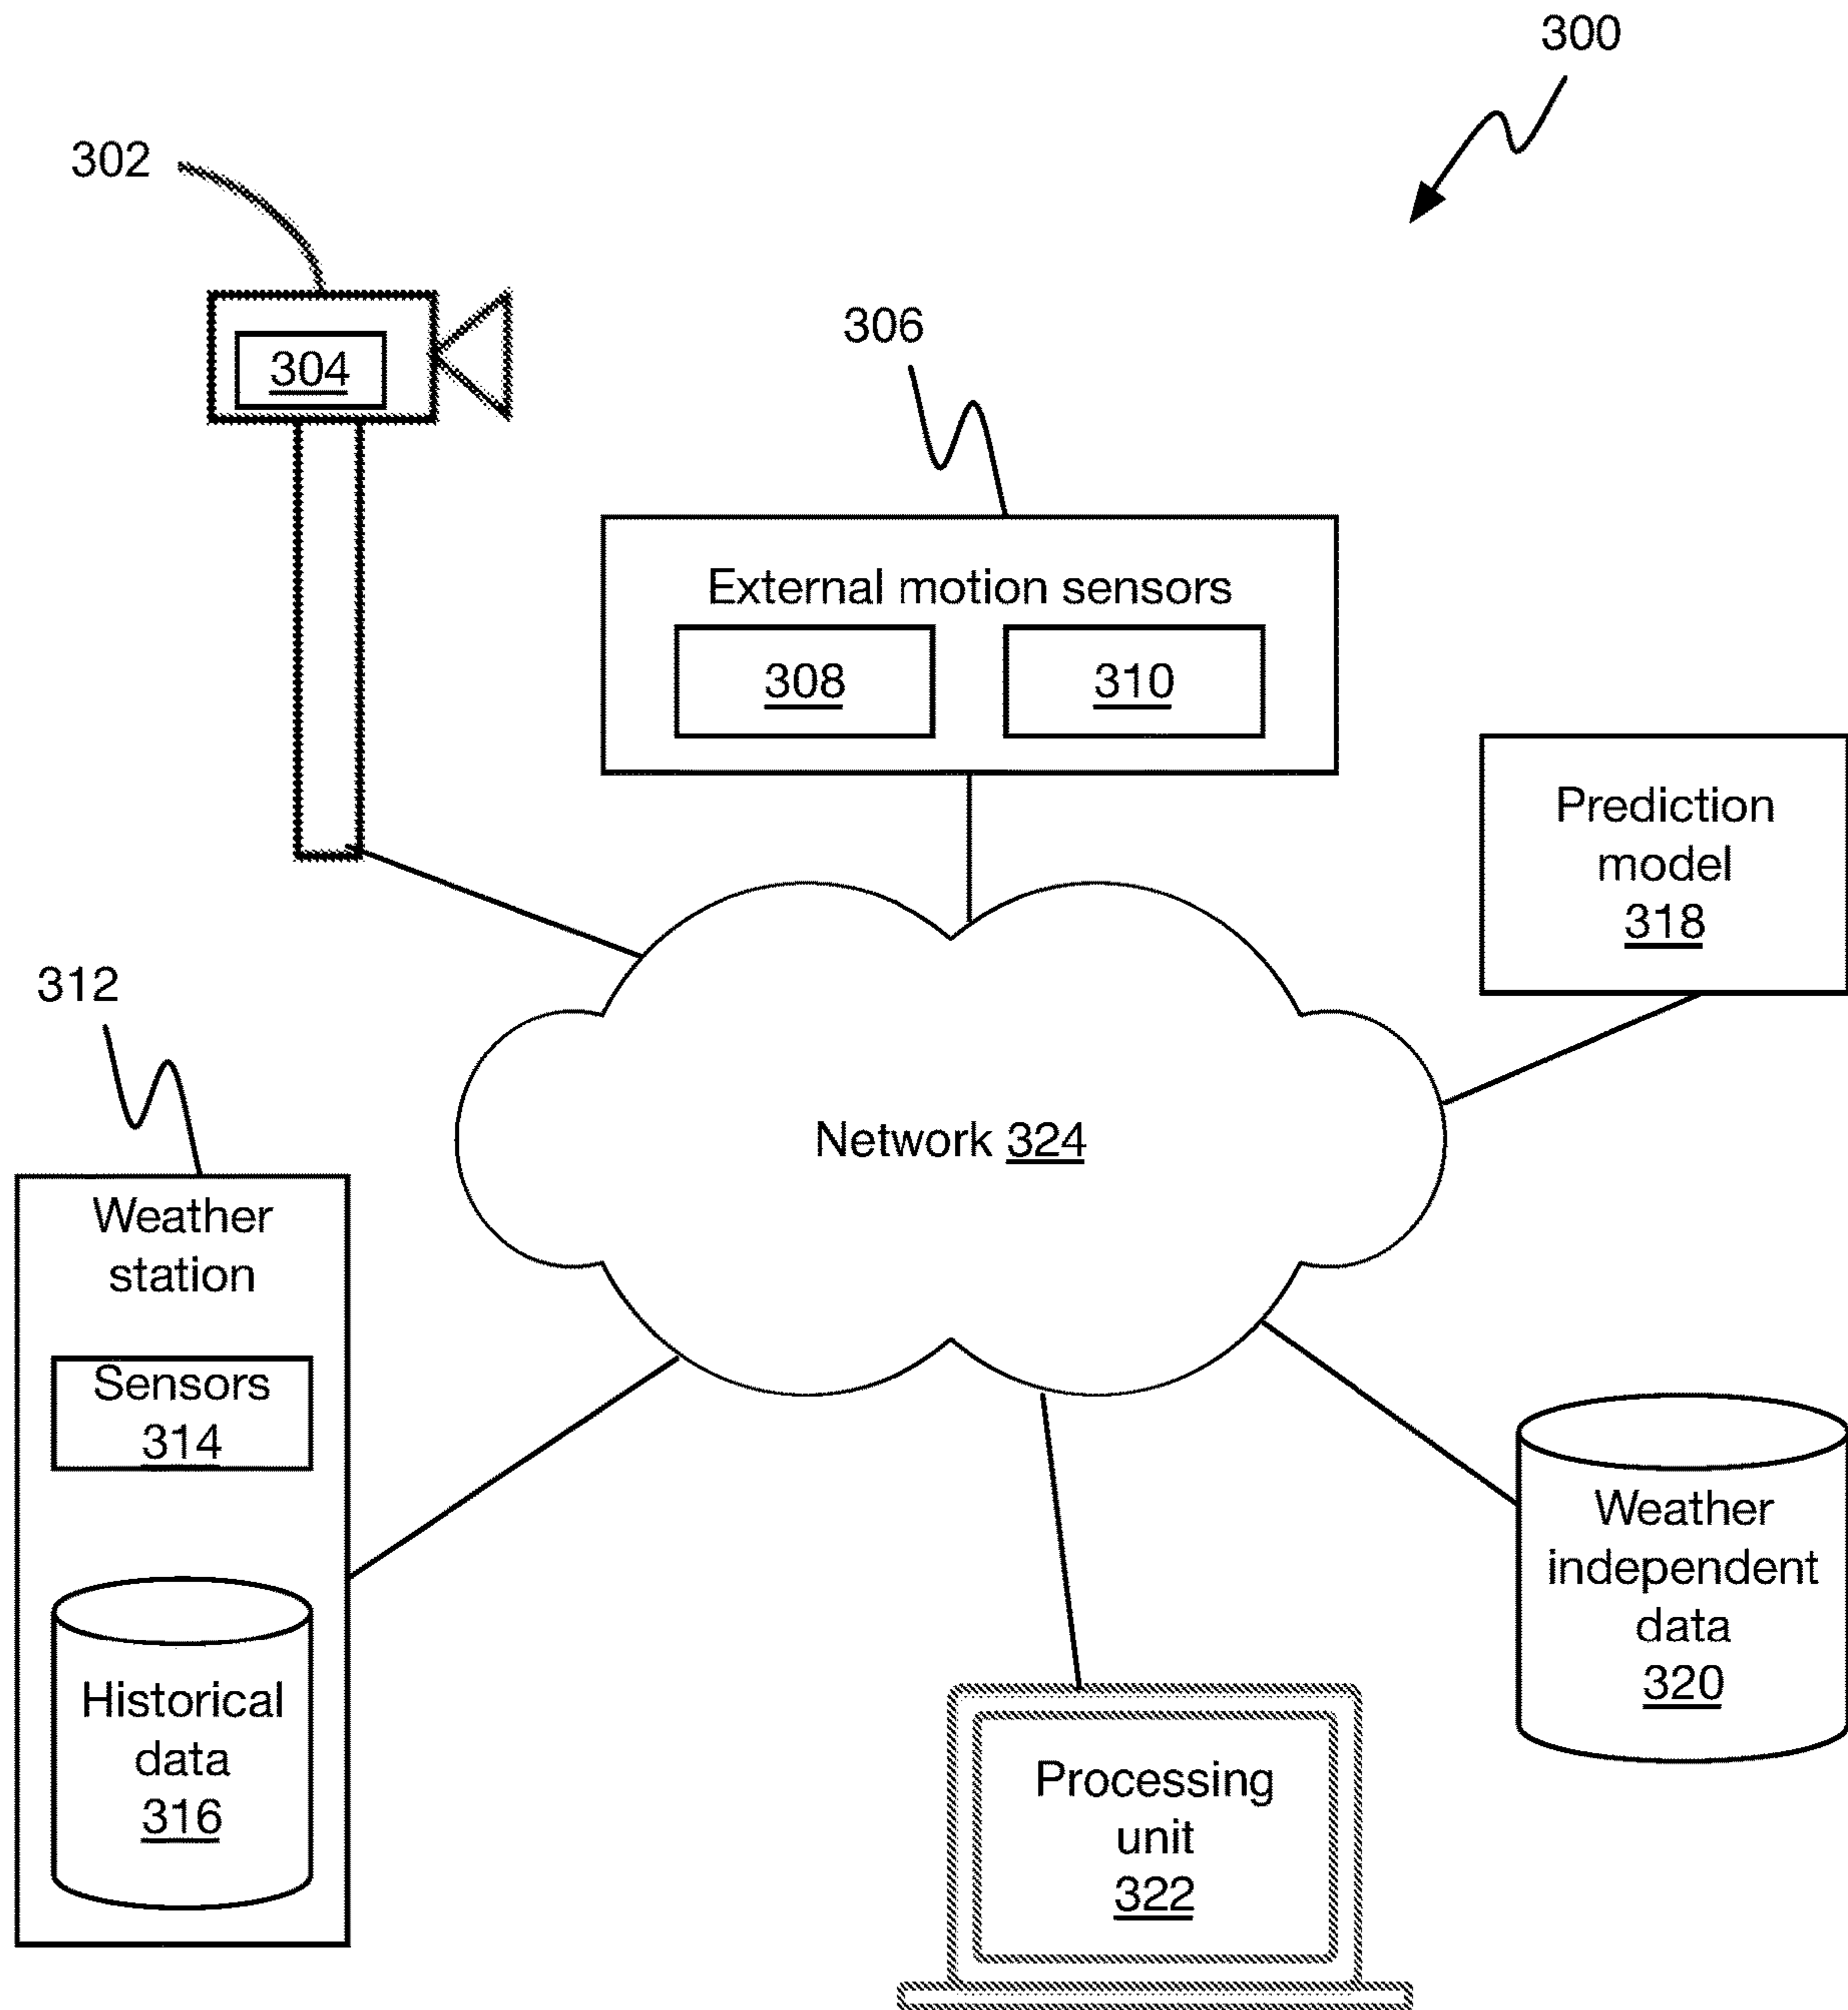 300
302
304
306
External motion sensors
308 310
Prediction
model
318
312
Network 324
Weather
station
Sensors
314
Historical
data
316
Weather
independent
data
320
Processing
unit
322